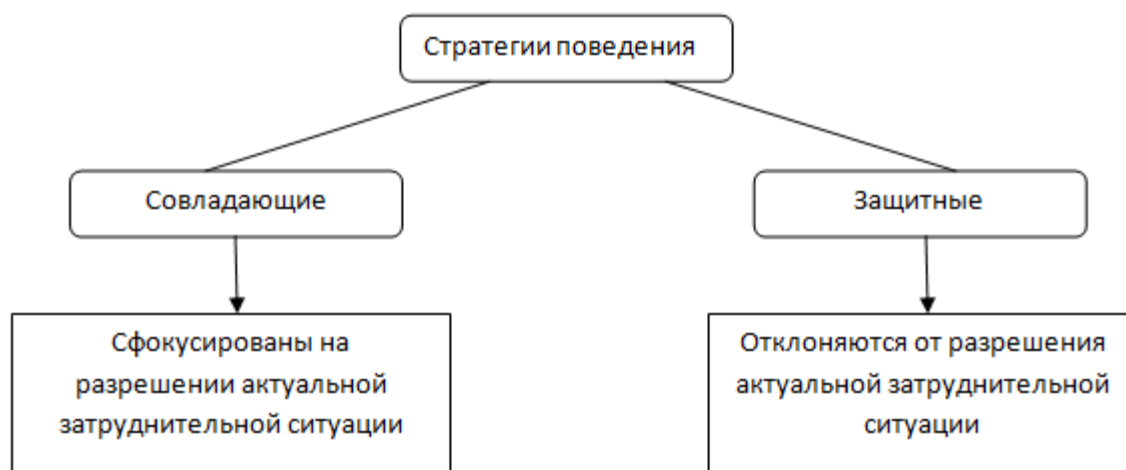 Стратегии поведения
Совладающие
Защитные
Сфокусированы на
разрешении актуальной
затруднительной ситуации
Отклоняются от разрешения
актуальной затруднительной
ситуации